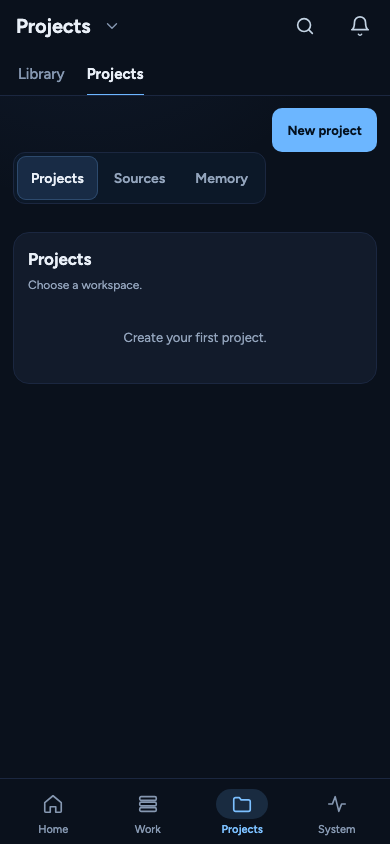 Projects
Library Projects
New project
Projects Sources Memory
Projects
Choose a workspace.
Create your first project.
Home Work Projects System